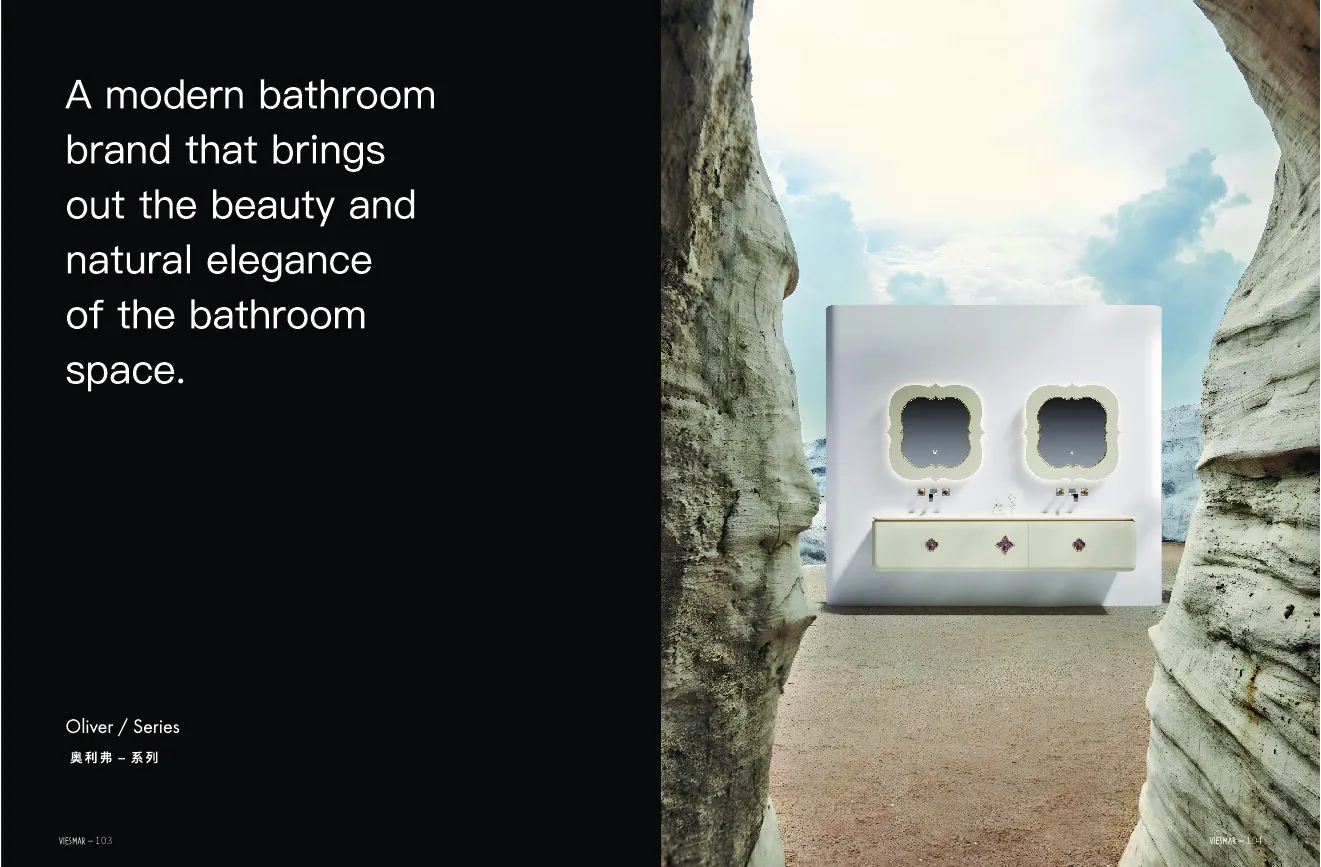 A modern bathroom
brand that brings
out the beauty and
natural elegance
of the bathroom
space.
Oliver / Series
奥利弗 – 系列
VIESMAR – 103
VIESMAR – 104